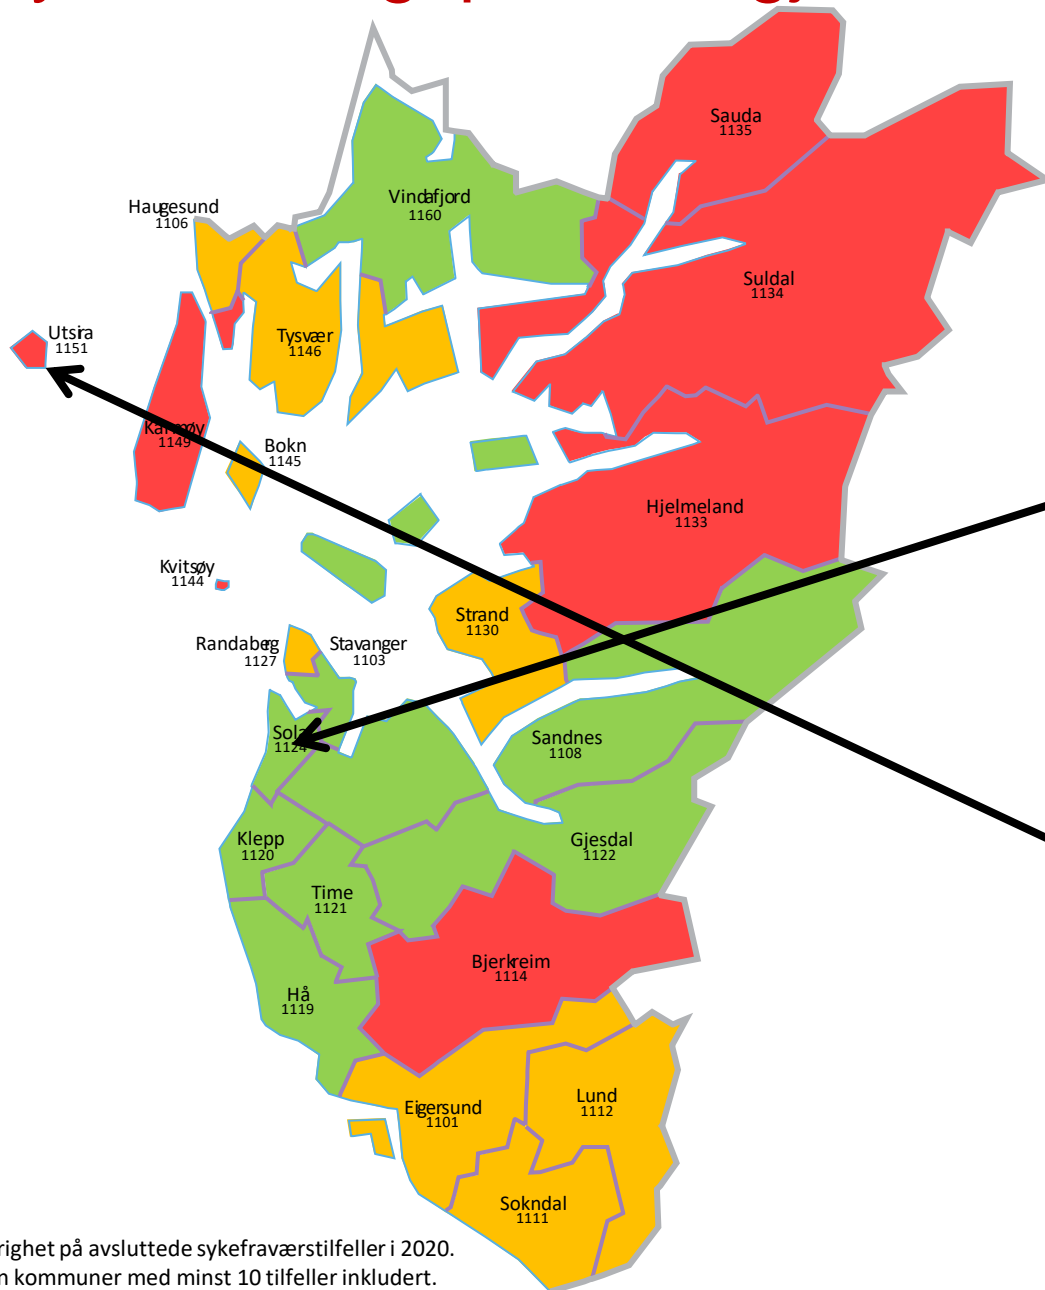 Sauda
1135
Vindafjord
1160
Haugesund
1106
Suldal
1134
Utsira
1151
Tysvær
1146
Karmøy
1149
Bokn
1145
Hjelmeland
1133
Kvitsøy
1144
Strand
1130
Randaberg
1127
Stavanger
1103
Sola
1124
Sandnes
1108
Klepp
1120
Gjesdal
1122
Time
1121
Bjerkreim
1114
Hå
1119
Eigersund
1101
Lund
1112
Sokndal
1111
righet på avsluttede sykefraværstilfeller i 2020.
kommuner med minst 10 tilfeller inkludert.